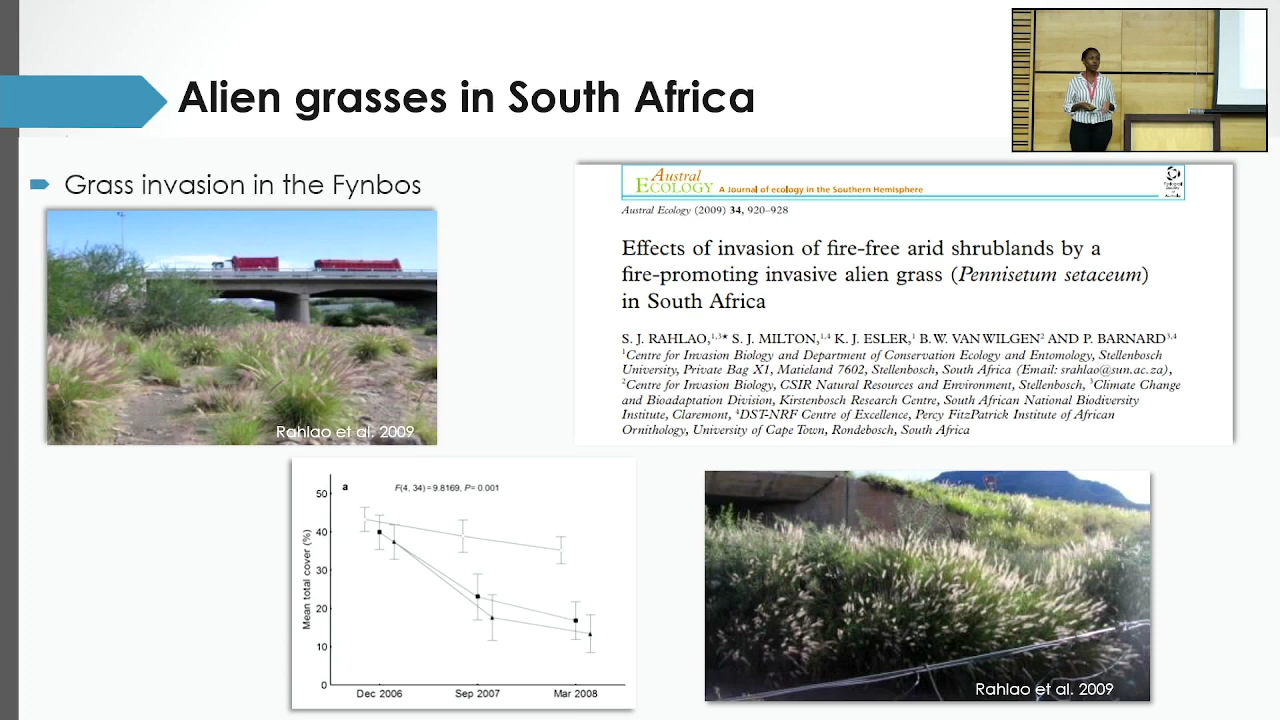 Alien grasses in South Africa
Grass invasion in the Fynbos
Rahlao et al. 2009
Austral
ECOLOGY A Journal of ecology in the Southern Hemisphere
Austral Ecology (2009) 34, 920–928
Effects of invasion of fire-free arid shrublands by a
fire-promoting invasive alien grass (Pennisetum setaceum)
in South Africa
S. J. RAHLAO,1,3* S. J. MILTON,1,4 K. J. ESLER,1 B. W. VAN WILGEN2 AND P. BARNARD3,4
1Centre for Invasion Biology and Department of Conservation Ecology and Entomology, Stellenbosch
University, Private Bag X1, Matieland 7602, Stellenbosch, South Africa (Email: srahlao@sun.ac.za),
2Centre for Invasion Biology, CSIR Natural Resources and Environment, Stellenbosch, 3Climate Change
and Bioadaptation Division, Kirstenbosch Research Centre, South African National Biodiversity
Institute, Claremont, 4DST-NRF Centre of Excellence, Percy FitzPatrick Institute of African
Ornithology, University of Cape Town, Rondebosch, South Africa
a
F(4, 34)=9.8169, P= 0.001
Mean total cover (%)
50
40
30
20
10
0
Dec 2006 Sep 2007 Mar 2008
Rahlao et al. 2009